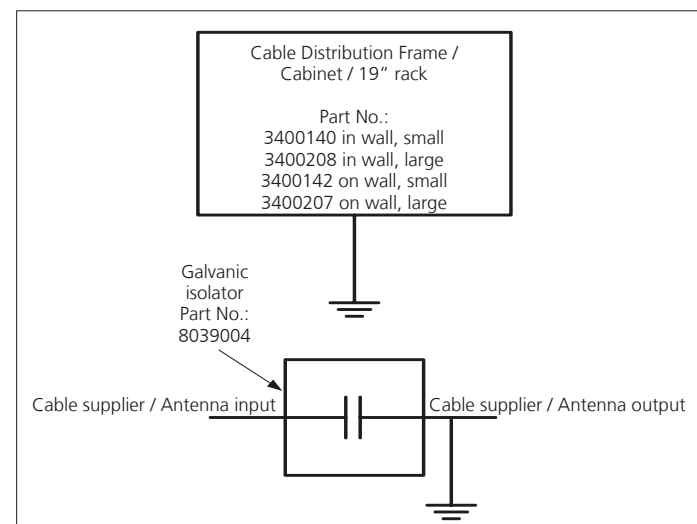 Cable Distribution Frame /
Cabinet / 19” rack
Part No.:
3400140 in wall, small
3400208 in wall, large
3400142 on wall, small
3400207 on wall, large
Galvanic
isolator
Part No.:
8039004
Cable supplier / Antenna input
Cable supplier / Antenna output